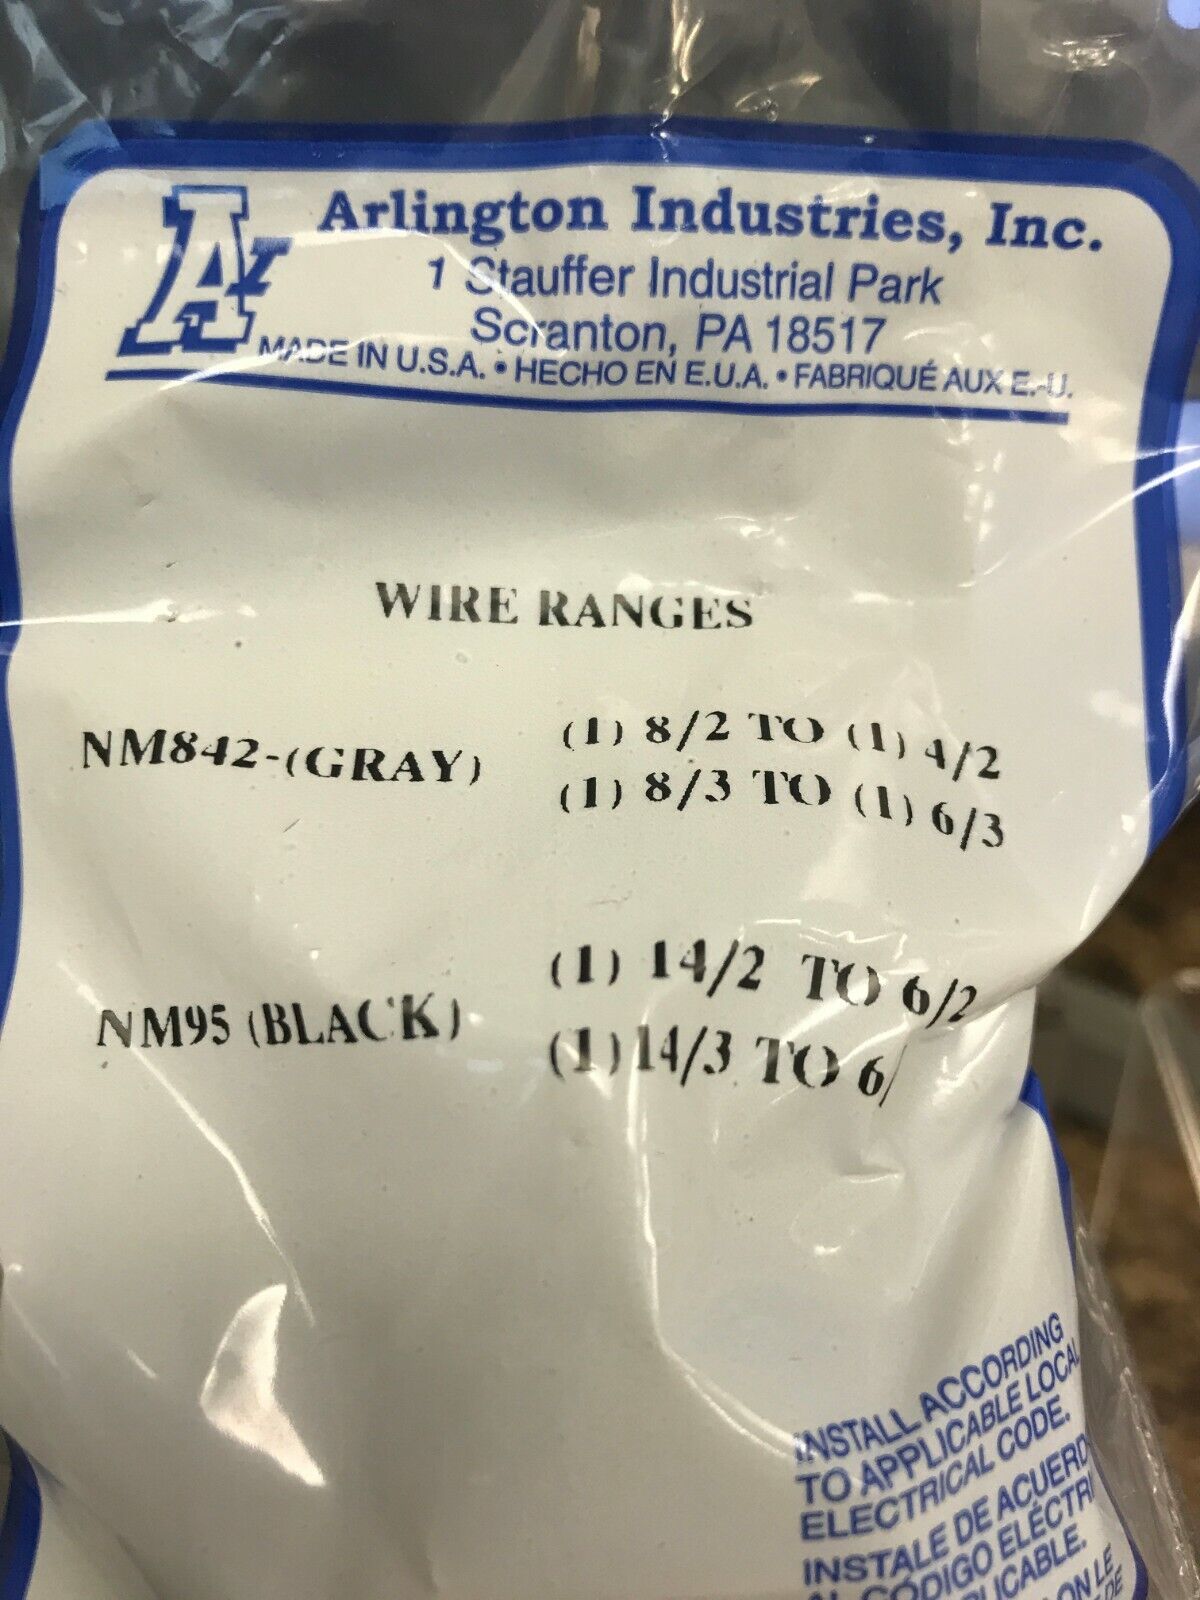 Arlington Industries, Inc.
1 Stauffer Industrial Park
Scranton, PA 18517
MADE IN U.S.A. • HECHO EN E.U.A. • FABRIQUÉ AUX E.-U.
WIRE RANGES
NM842-(GRAY) (1) 8/2 TO (1) 4/2
(1) 8/3 TO (1) 6/3
NM95 (BLACK) (1) 14/2 TO 6/2
(1) 14/3 TO 6/
INSTALL ACCORDING
TO APPLICABLE LOCAL
ELECTRICAL CODE.
INSTALE DE ACUERD
AL CÓDIGO ELÉCTRI